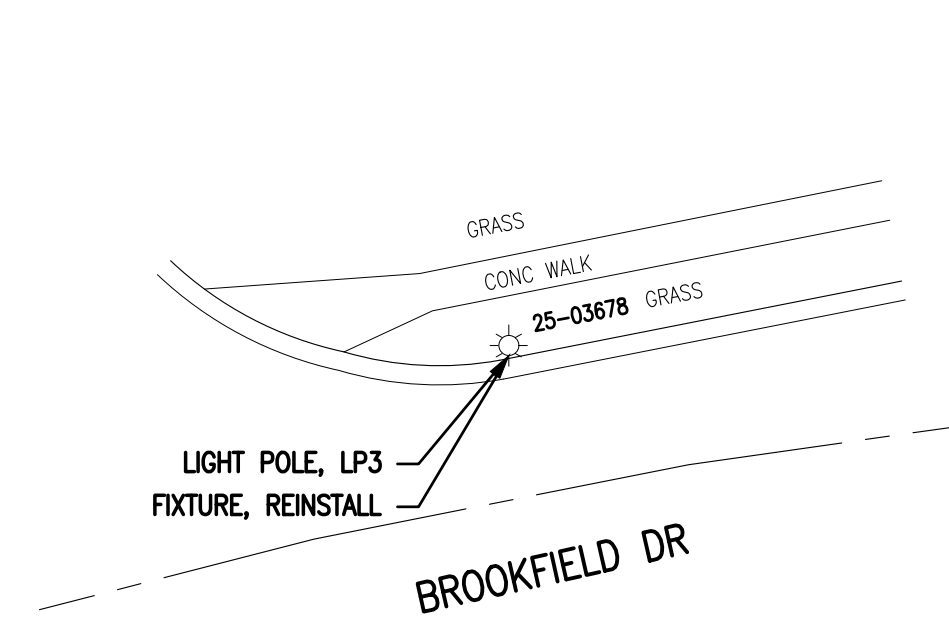 GRASS
CONC WALK
25-03678 GRASS
LIGHT POLE, LP3
FIXTURE, REINSTALL
BROOKFIELD DR